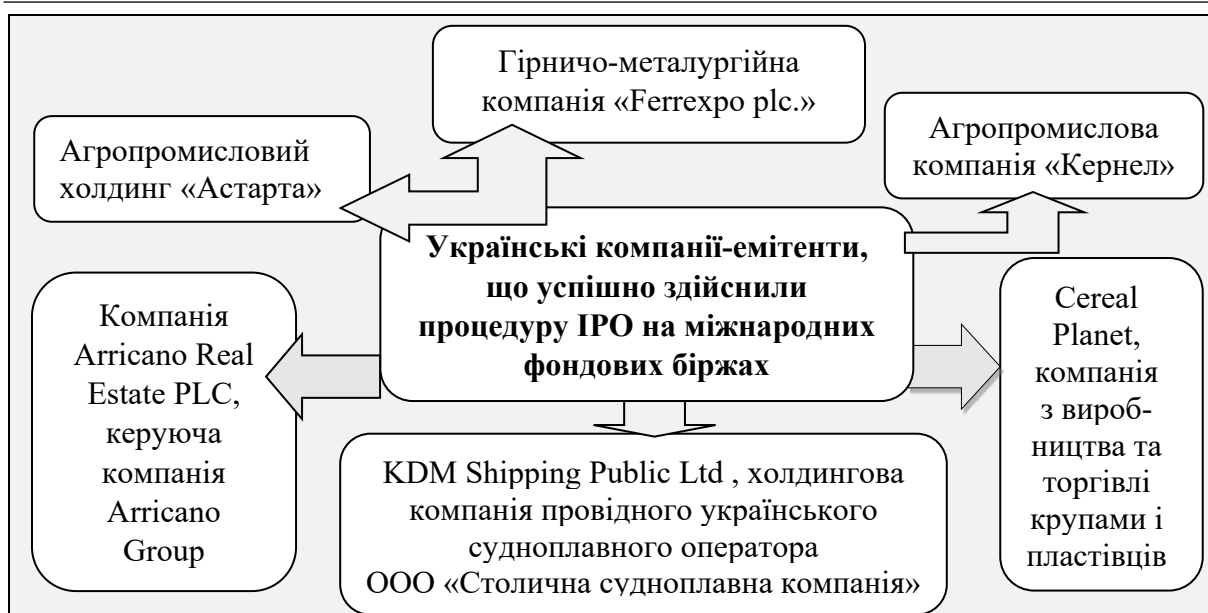 Гірничо-металургійна
компанія «Ferrexpo plc.»
Агропромисловий
холдинг «Астарта»
Агропромислова
компанія «Кернел»
Українські компанії-емітенти,
що успішно здійснили
процедуру IPO на міжнародних
фондових біржах
Компанія
Arricano Real
Estate PLC,
керуюча
компанія
Arricano
Group
Cereal
Planet,
компанія
з вироб-
ництва та
торгівлі
крупами і
пластівців
KDM Shipping Public Ltd , холдингова
компанія провідного українського
судноплавного оператора
ООО «Столична судноплавна компанія»